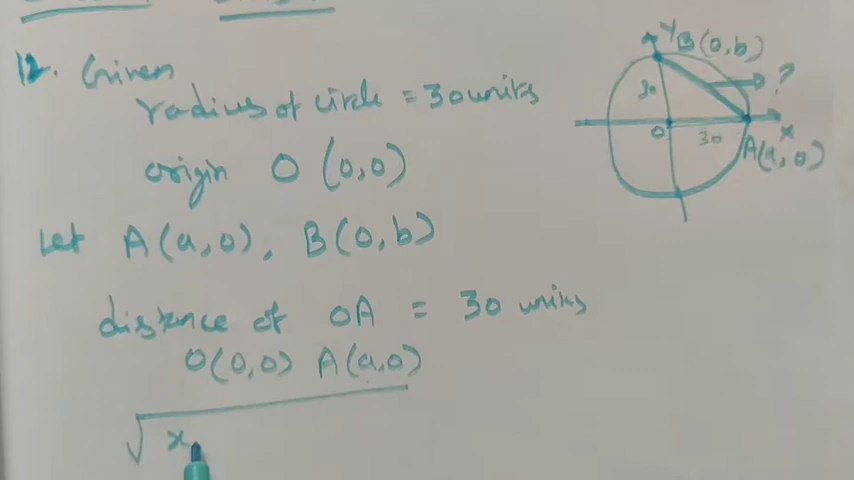 12. Given
radius of circle = 30 units
origin O (0,0)
Let A(a,0), B(0,b)
distance of OA = 30 units
O(0,0) A(a,0)
√ x
Y
B(0,b)
30
?
O
30
X
A(a,0)